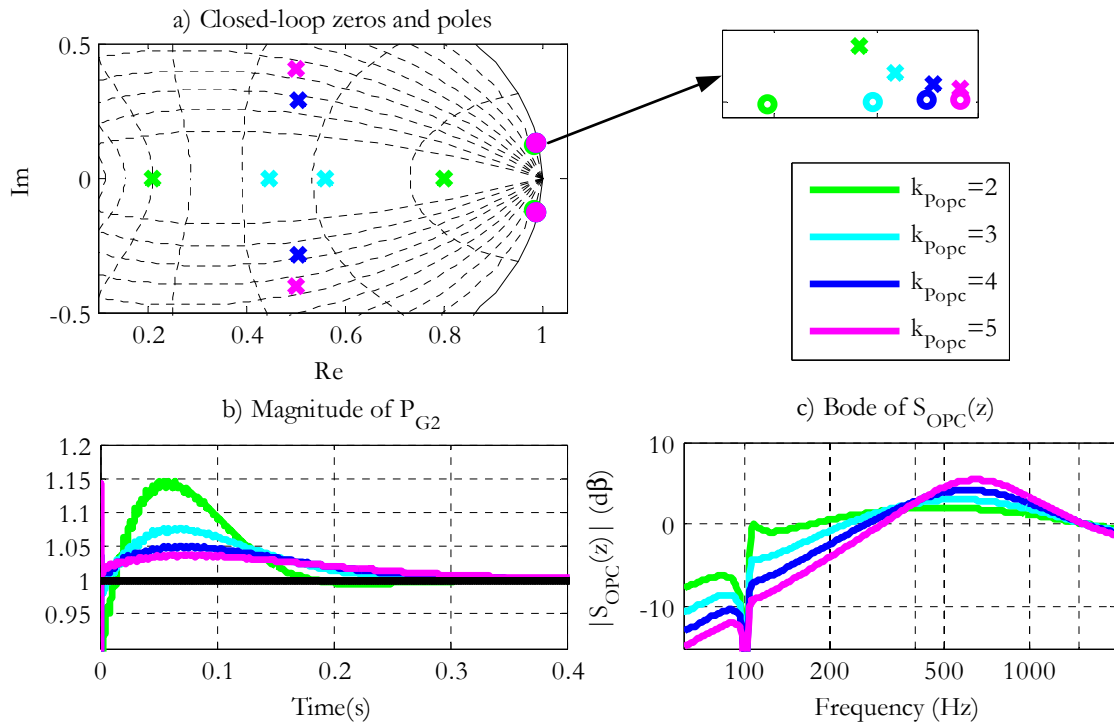 a) Closed-loop zeros and poles
0.5
0
-0.5
Im
0.2
0.4
0.6
0.8
1
Re
k_Popc=2
k_Popc=3
k_Popc=4
k_Popc=5
b) Magnitude of P_G2
1.2
1.15
1.1
1.05
1
0.95
0
0.1
0.2
0.3
0.4
Time(s)
c) Bode of S_OPC(z)
|S_OPC(z)| (dβ)
10
0
-10
100
200
500
1000
Frequency (Hz)